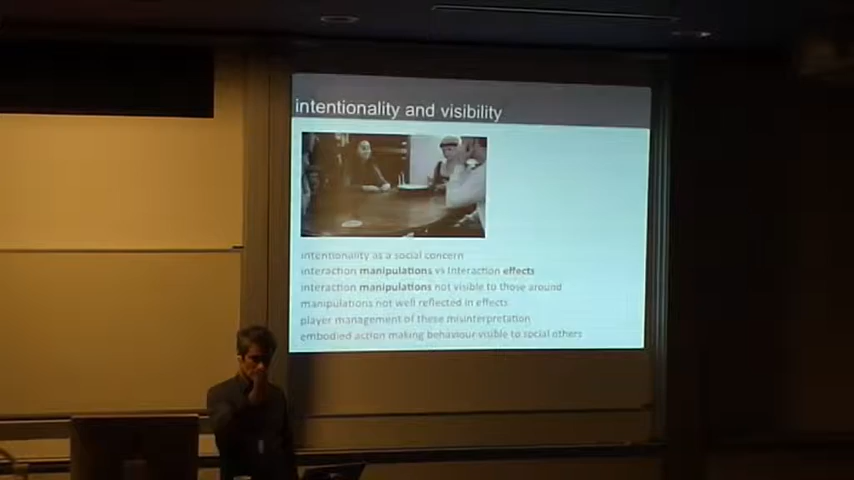 intentionality and visibility
intentionality as a social concern
interaction manipulations vs interaction effects
interaction manipulations not visible to those around
manipulations not well reflected in effects
player management of these misinterpretation
embodied action making behaviour visible to social others